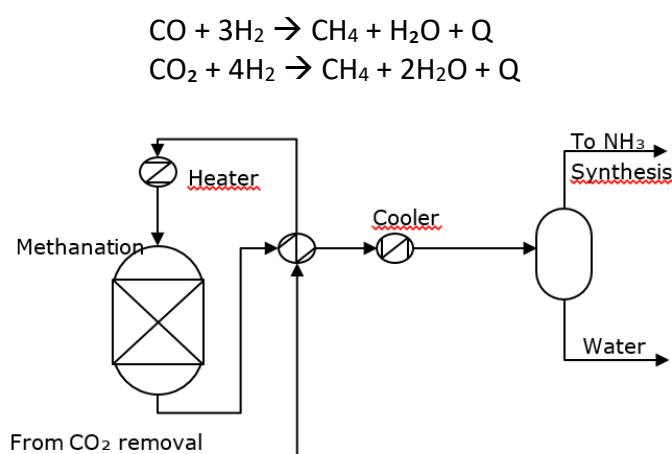 CO + 3H₂ → CH₄ + H₂O + Q
CO₂ + 4H₂ → CH₄ + 2H₂O + Q
To NH₃
Synthesis
Heater
Cooler
Methanation
Water
From CO₂ removal